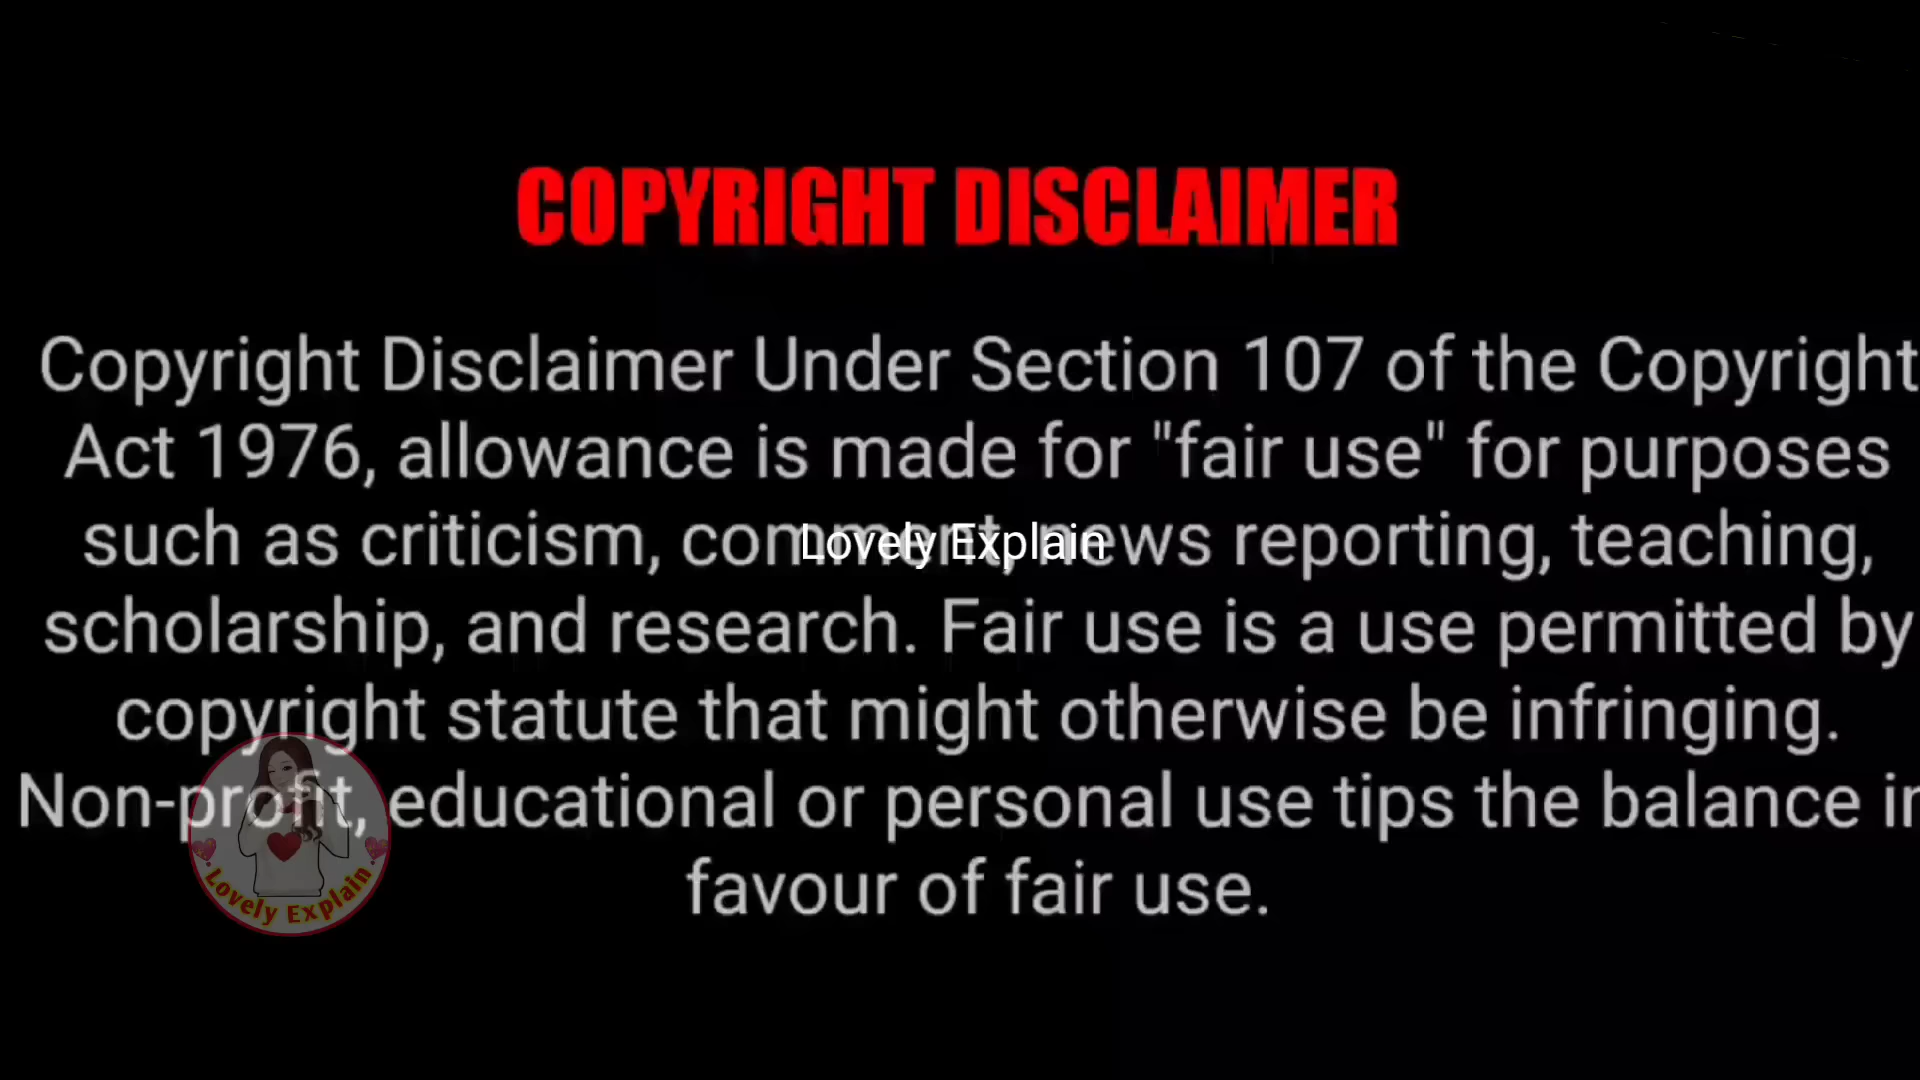 COPYRIGHT DISCLAIMER
Copyright Disclaimer Under Section 107 of the Copyright
Act 1976, allowance is made for "fair use" for purposes
such as criticism, comment, news reporting, teaching,
Lovely Explain
scholarship, and research. Fair use is a use permitted by
copyright statute that might otherwise be infringing.
Non-profit, educational or personal use tips the balance in
favour of fair use.
Lovely Explain